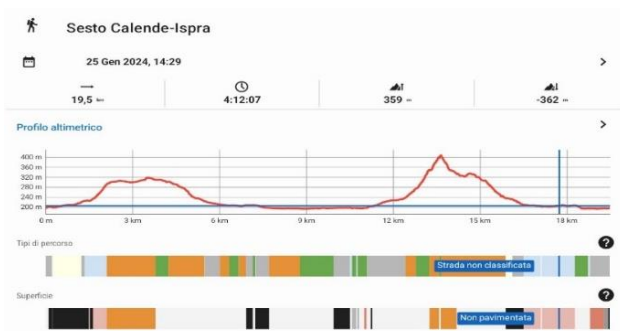 Sesto Calende-Ispra
25 Gen 2024, 14:29
19,5 km
4:12:07
359 m
-362 m
Profilo altimetrico
400 m
360 m
320 m
280 m
240 m
200 m
0 m 3 km 6 km 9 km 12 km 15 km 18 km
Tipi di percorso
?
Strada non classificata
Superficie
?
Non pavimentata